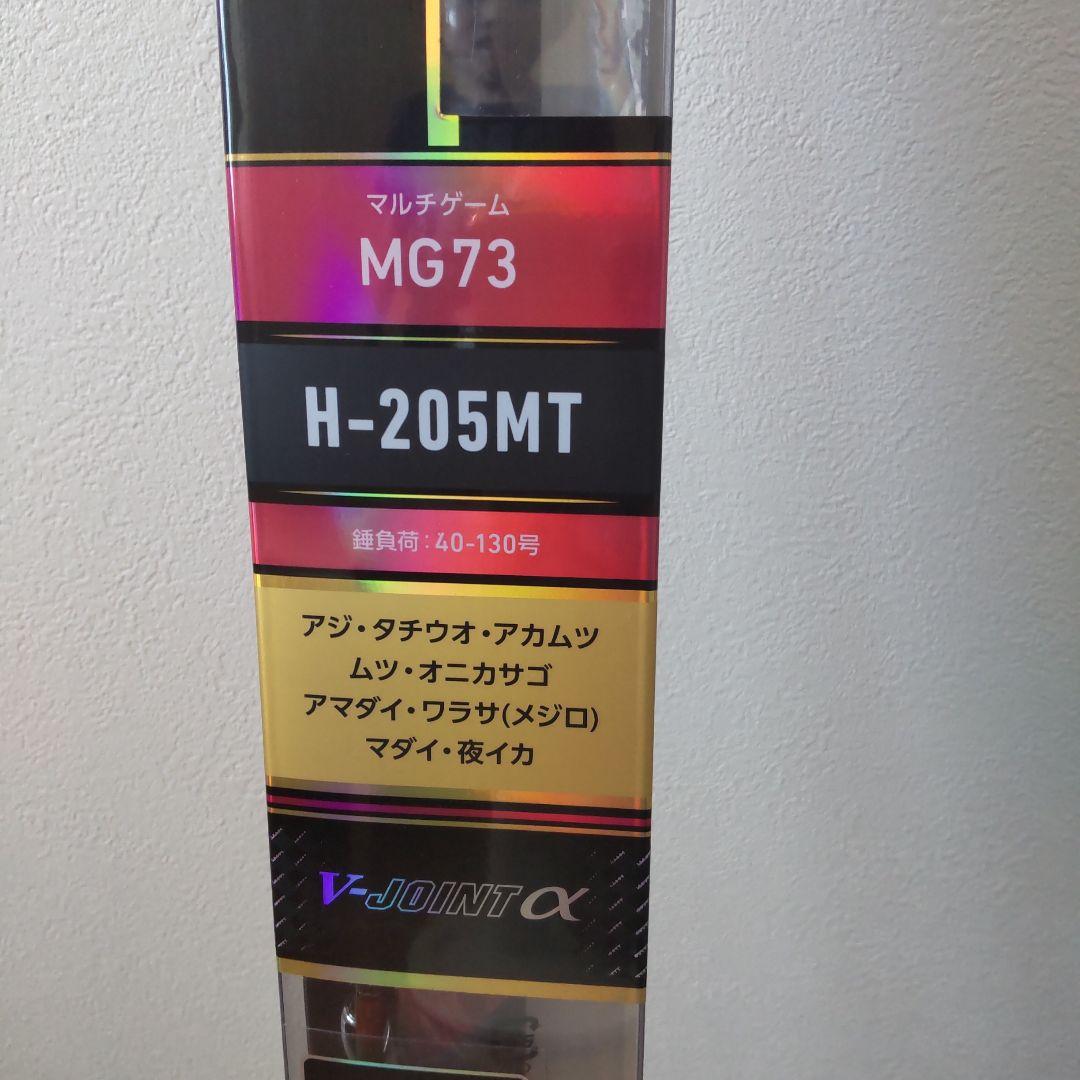 マルチゲーム
MG73
H-205MT
錘負荷：40-130号
アジ・タチウオ・アカムツ
ムツ・オニカサゴ
アマダイ・ワラサ(メジロ)
マダイ・夜イカ
V-JOINT α